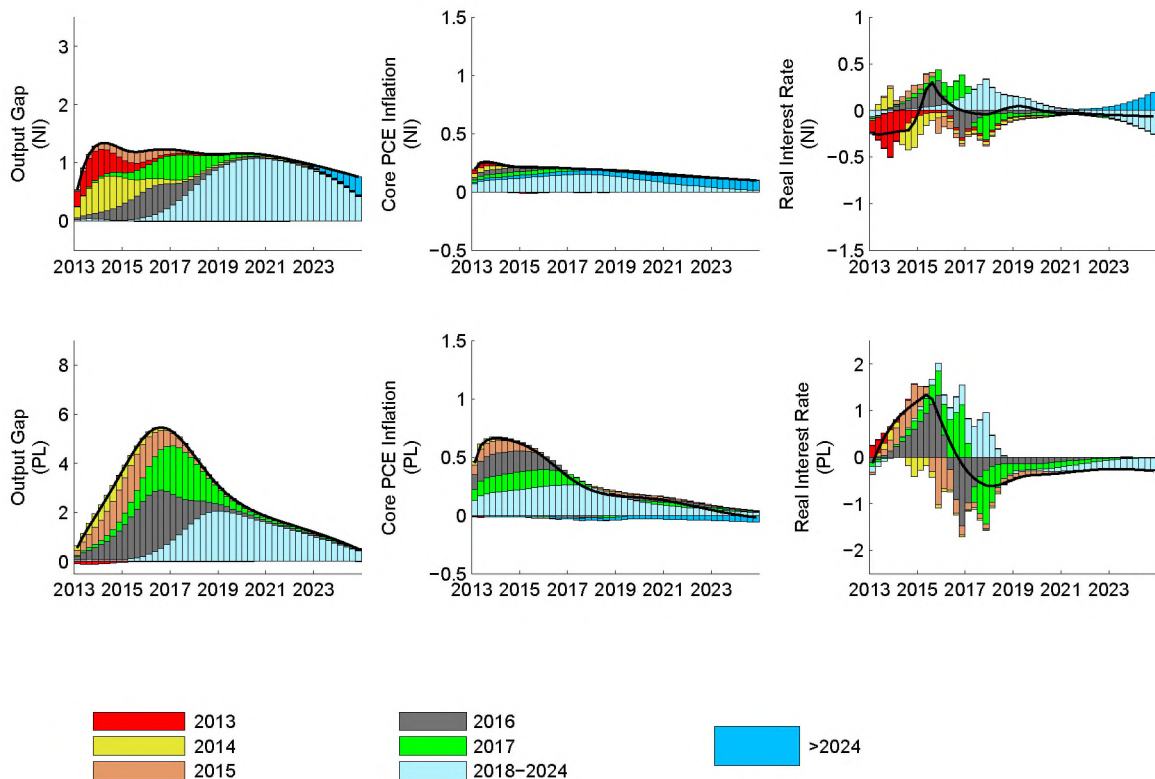 Output Gap
(NI)
3
2
1
0
2013 2015 2017 2019 2021 2023
Core PCE Inflation
(NI)
1.5
1
0.5
0
−0.5
2013 2015 2017 2019 2021 2023
Real Interest Rate
(NI)
1
0.5
0
−0.5
−1
−1.5
2013 2015 2017 2019 2021 2023
Output Gap
(PL)
8
6
4
2
0
2013 2015 2017 2019 2021 2023
Core PCE Inflation
(PL)
1.5
1
0.5
0
−0.5
2013 2015 2017 2019 2021 2023
Real Interest Rate
(PL)
2
1
0
−1
−2
2013 2015 2017 2019 2021 2023
2013
2014
2015
2016
2017
2018−2024
>2024